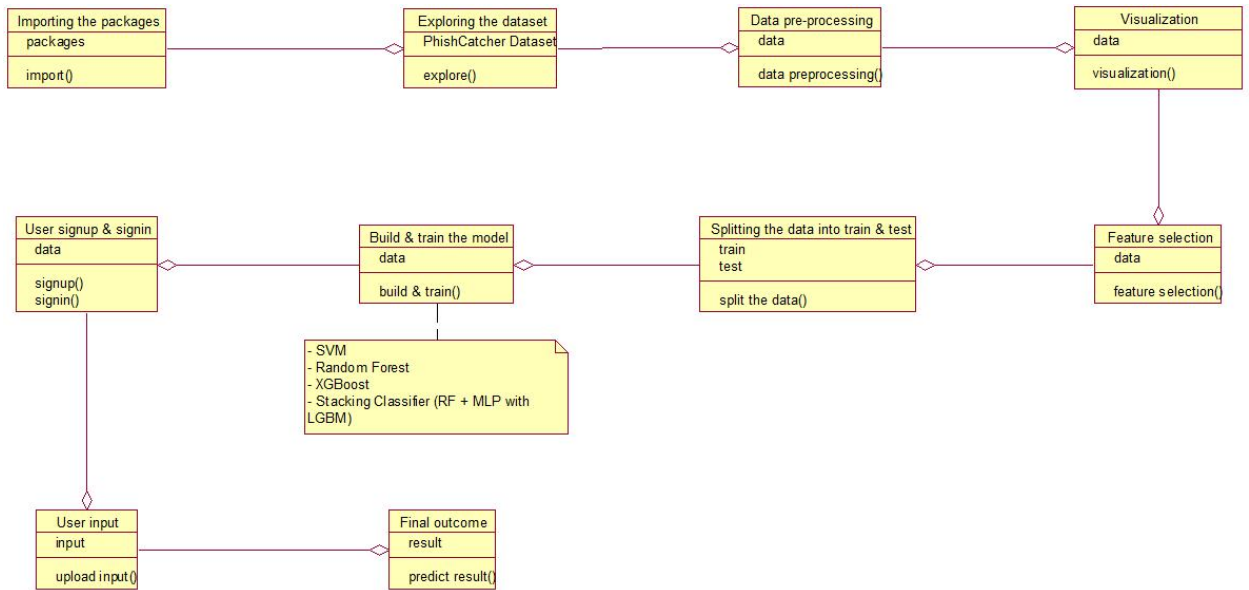 Importing the packages
packages
import()
Exploring the dataset
PhishCatcher Dataset
explore()
Data pre-processing
data
data preprocessing()
Visualization
data
visualization()
User signup & signin
data
signup()
signin()
Build & train the model
data
build & train()
Splitting the data into train & test
train
test
split the data()
Feature selection
data
feature selection()
- SVM
- Random Forest
- XGBoost
- Stacking Classifier (RF + MLP with
LGBM)
User input
input
upload input()
Final outcome
result
predict result()